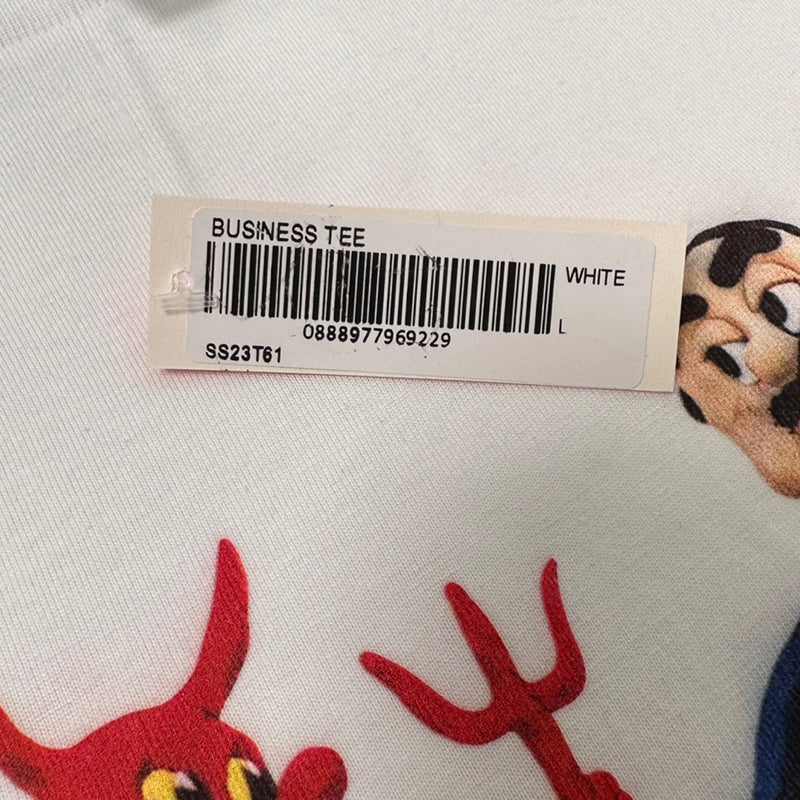 BUSINESS TEE
WHITE
L
0888977969229
SS23T61